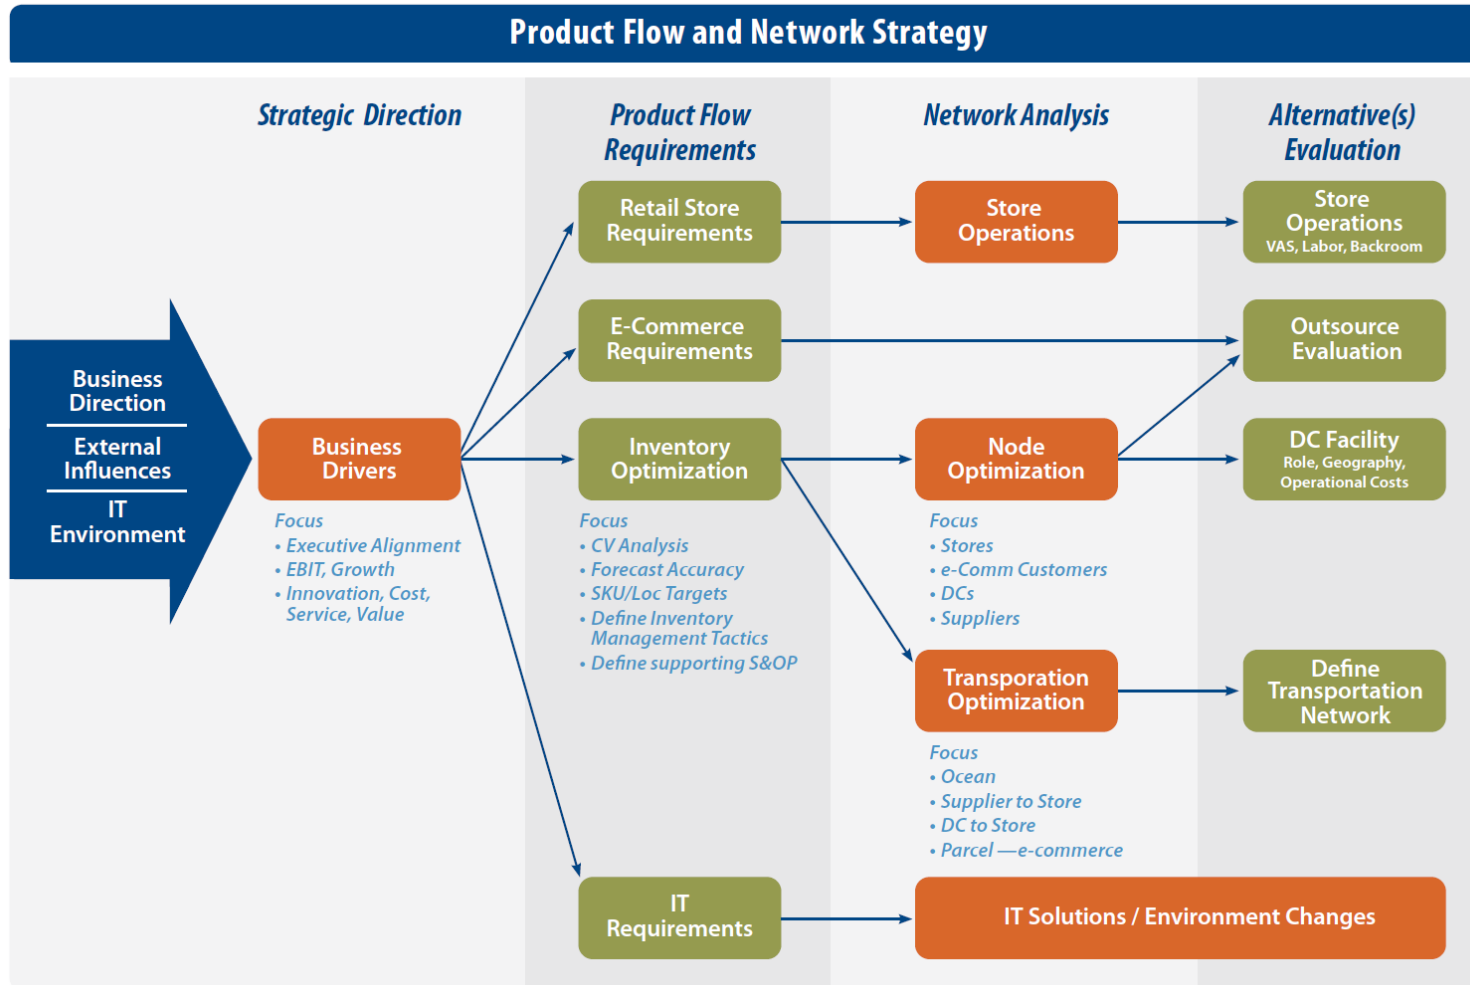 Product Flow and Network Strategy
Strategic Direction
Product Flow
Requirements
Network Analysis
Alternative(s)
Evaluation
Business
Direction
External
Influences
IT
Environment
Business
Drivers
Focus
• Executive Alignment
• EBIT, Growth
• Innovation, Cost,
Service, Value
Retail Store
Requirements
E-Commerce
Requirements
Inventory
Optimization
Focus
• CV Analysis
• Forecast Accuracy
• SKU/Loc Targets
• Define Inventory
Management Tactics
• Define supporting S&OP
IT
Requirements
Store
Operations
Node
Optimization
Focus
• Stores
• e-Comm Customers
• DCs
• Suppliers
Transporation
Optimization
Focus
• Ocean
• Supplier to Store
• DC to Store
• Parcel —e-commerce
Store
Operations
VAS, Labor, Backroom
Outsource
Evaluation
DC Facility
Role, Geography,
Operational Costs
Define
Transportation
Network
IT Solutions / Environment Changes